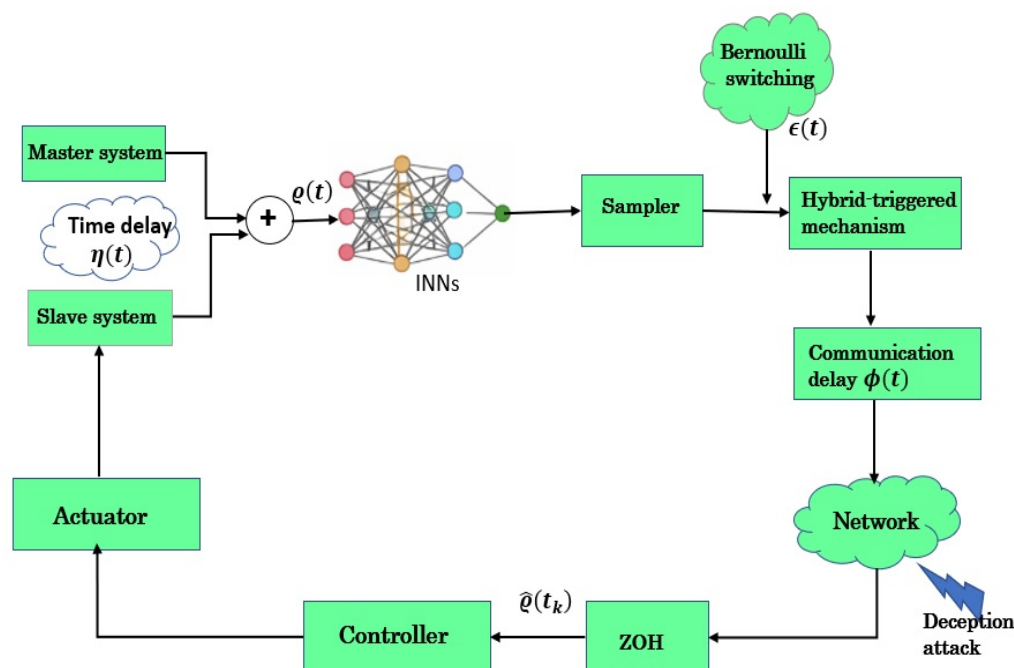 Bernoulli
switching
ϵ(t)
Master system
Time delay
η(t)
+
ϱ(t)
INNs
Sampler
Hybrid-triggered
mechanism
Slave system
Communication
delay ϕ(t)
Actuator
Network
ϱ̂(t_k)
Controller
ZOH
Deception
attack